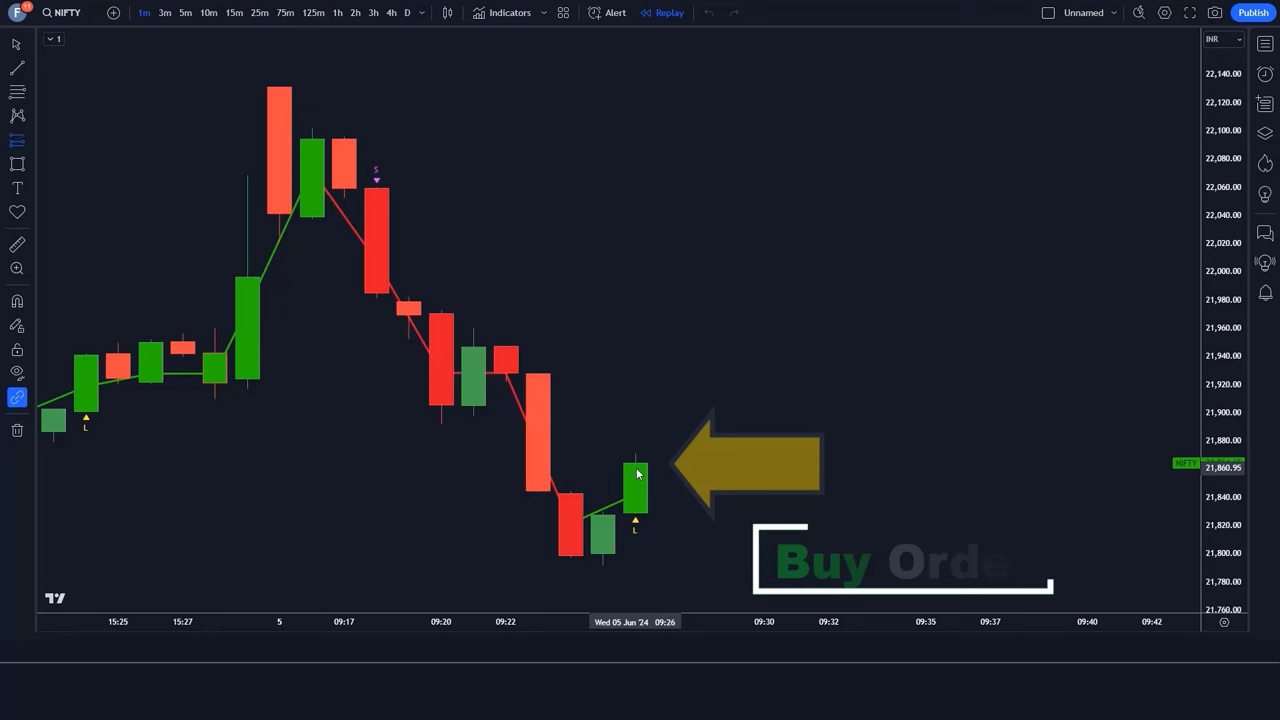 F 11 NIFTY 1m 3m 5m 10m 15m 25m 75m 125m 1h 2h 3h 4h D Indicators Alert Replay Unnamed Publish
1
INR
22,140.00
22,120.00
22,100.00
22,080.00
22,060.00
22,040.00
22,020.00
22,000.00
21,980.00
21,960.00
21,940.00
21,920.00
21,900.00
21,880.00
NIFTY
21,860.95
21,840.00
21,820.00
21,800.00
21,780.00
21,760.00
S
L
L
Buy Orde
15:25 15:27 5 09:17 09:20 09:22 Wed 05 Jun '24 09:26 09:30 09:32 09:35 09:37 09:40 09:42